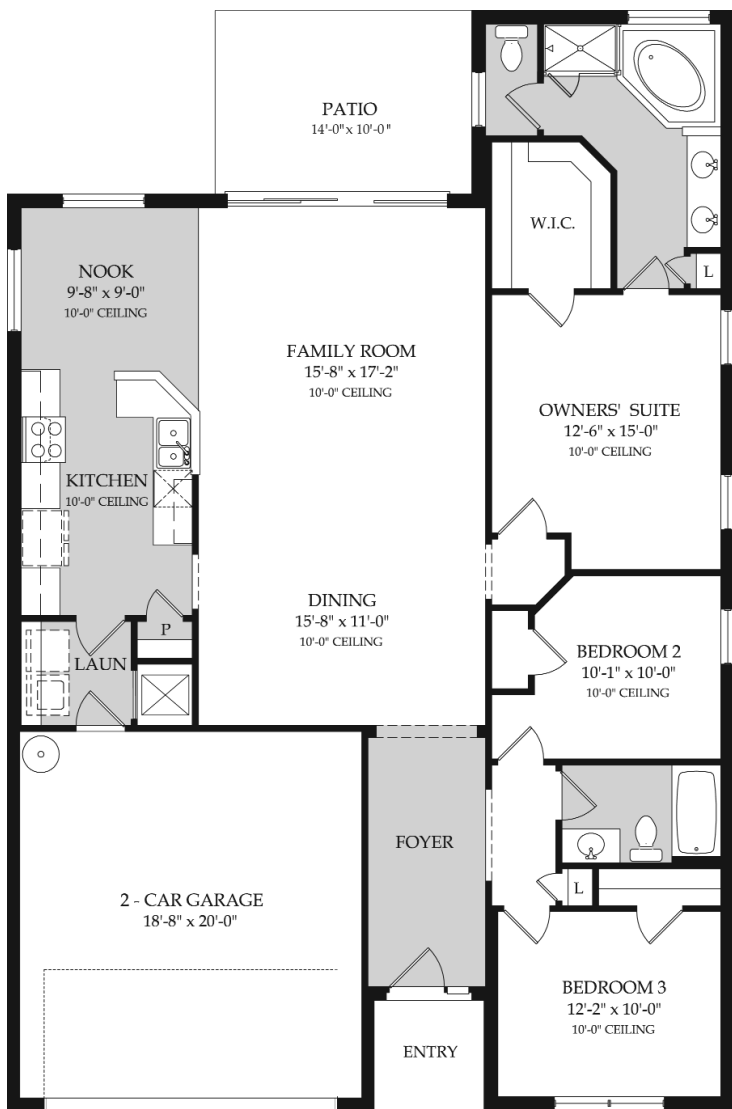 PATIO
14'-0" x 10'-0"
W.I.C.
L
NOOK
9'-8" x 9'-0"
10'-0" CEILING
FAMILY ROOM
15'-8" x 17'-2"
10'-0" CEILING
OWNERS' SUITE
12'-6" x 15'-0"
10'-0" CEILING
KITCHEN
10'-0" CEILING
DINING
15'-8" x 11'-0"
10'-0" CEILING
P
LAUN
BEDROOM 2
10'-1" x 10'-0"
10'-0" CEILING
FOYER
2 - CAR GARAGE
18'-8" x 20'-0"
L
BEDROOM 3
12'-2" x 10'-0"
10'-0" CEILING
ENTRY